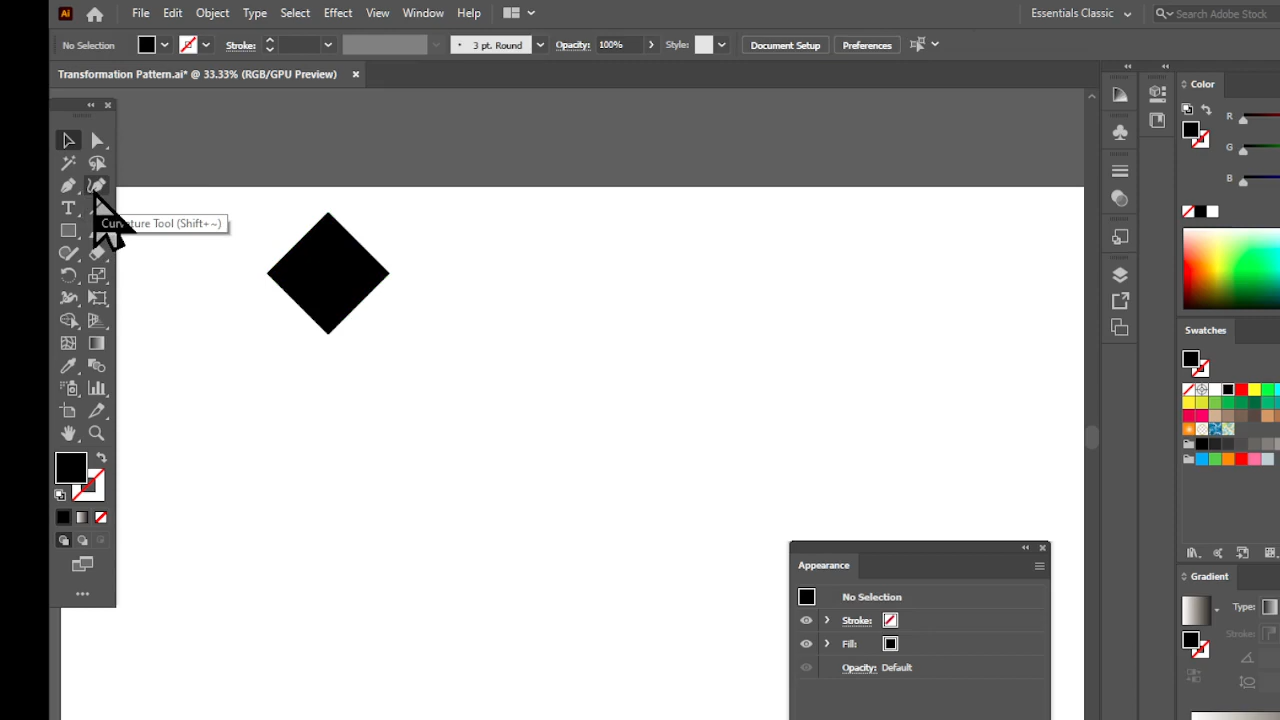 Ai File Edit Object Type Select Effect View Window Help Essentials Classic Search Adobe Stock
No Selection Stroke: 3 pt. Round Opacity: 100% Style: Document Setup Preferences
Transformation Pattern.ai* @ 33.33% (RGB/GPU Preview)
Color
R
G
B
T
Curvature Tool (Shift+~)
Swatches
Appearance
No Selection
Stroke:
Fill:
Opacity: Default
Gradient
Type:
Stroke: